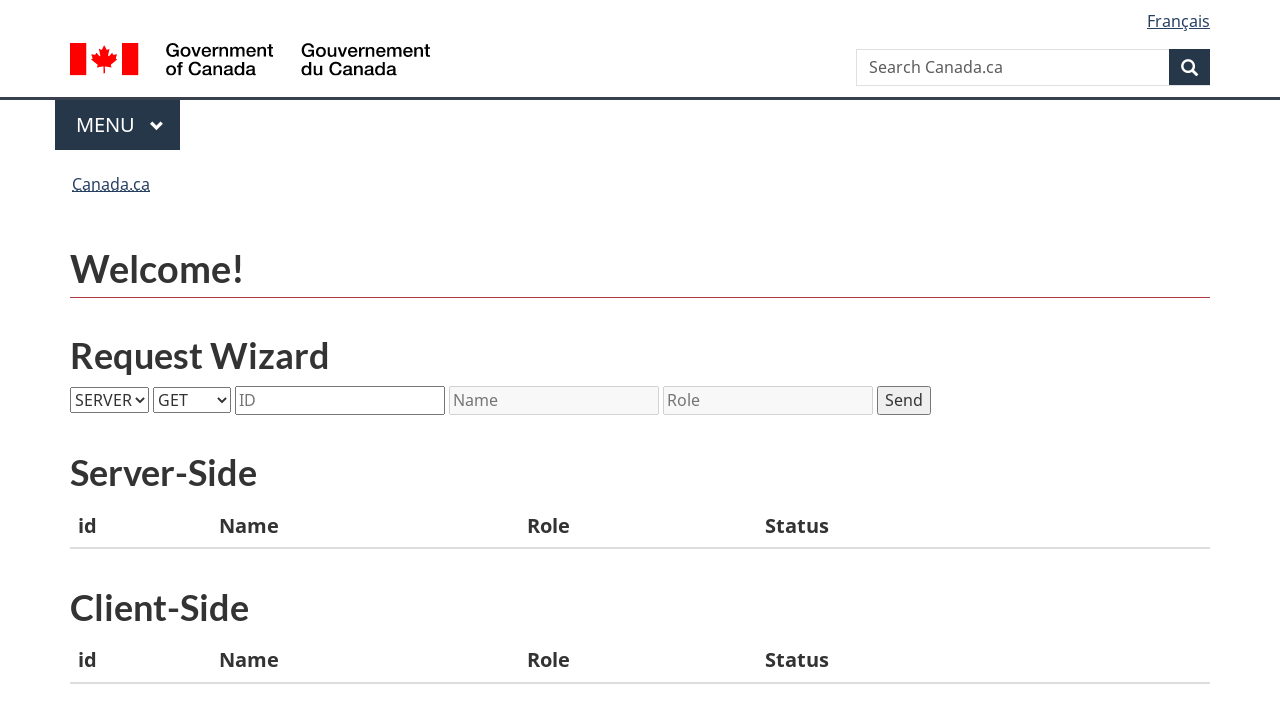 Français
Government of Canada
Gouvernement du Canada
Search Canada.ca
MENU
Canada.ca
Welcome!
Request Wizard
SERVER GET ID Name Role Send
Server-Side
id Name Role Status
Client-Side
id Name Role Status